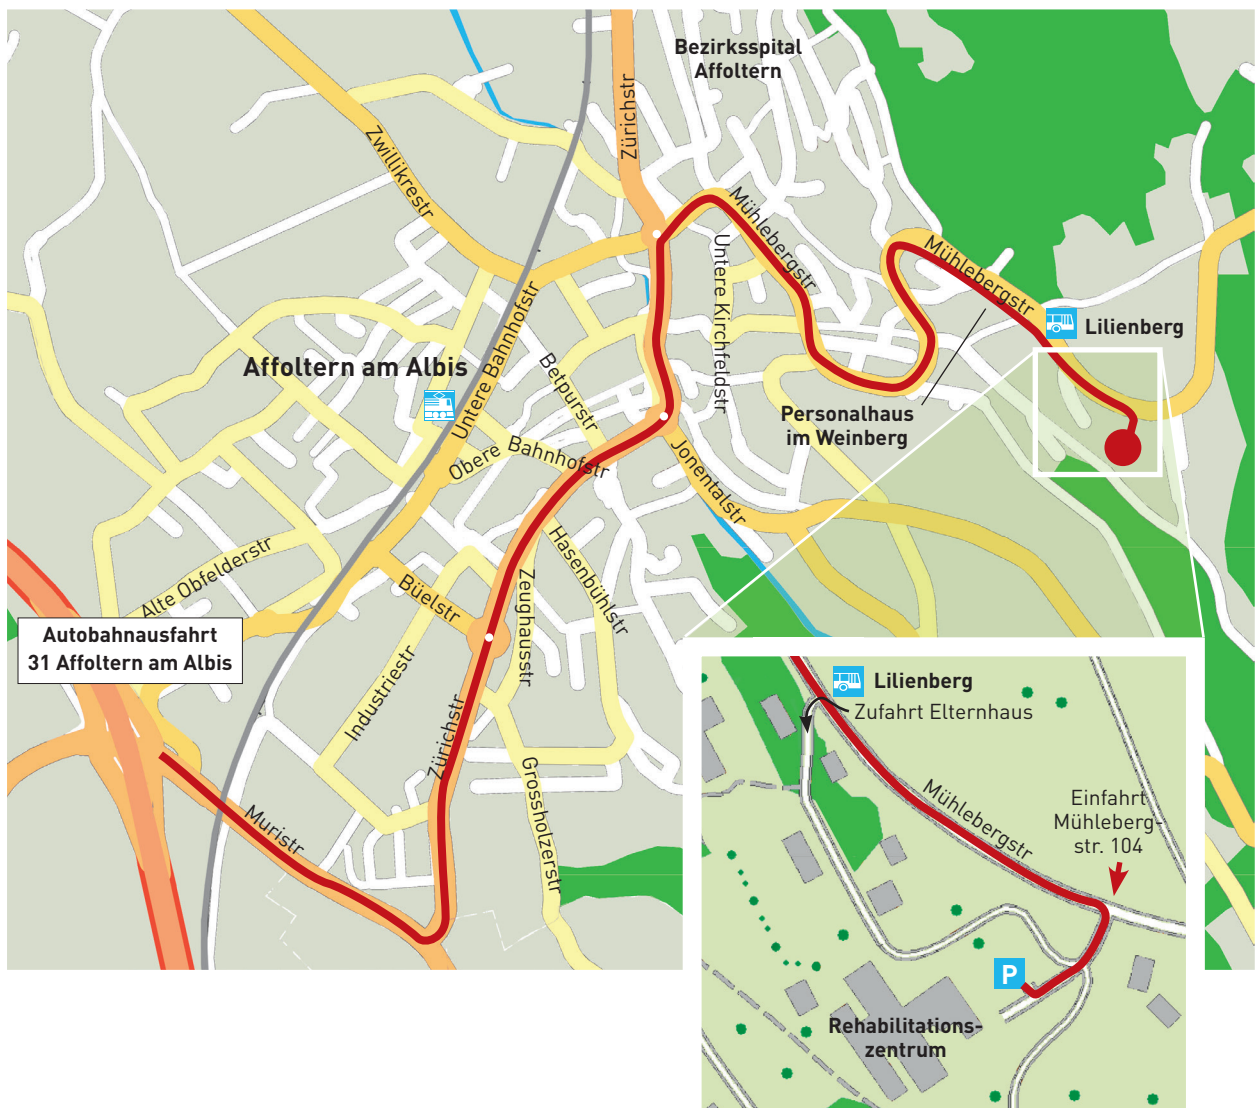 Bezirksspital
Affoltern
Zürichstr
Zwillikrestr
Mühlebergstr
Untere Kirchfeldstr
Mühlebergstr
Lilienberg
Affoltern am Albis
Untere Bahnhofstr
Betpurstr
Personalhaus
im Weinberg
Obere Bahnhofstr
Jonentalstr
Alte Obfelderstr
Büelstr
Hasenbühlstr
Zeughausstr
Autobahnausfahrt
31 Affoltern am Albis
Industriestr
Zürichstr
Grossholzerstr
Muristr
Lilienberg
Zufahrt Elternhaus
Mühlebergstr
Einfahrt
Mühleberg-
str. 104
P
Rehabilitations-
zentrum